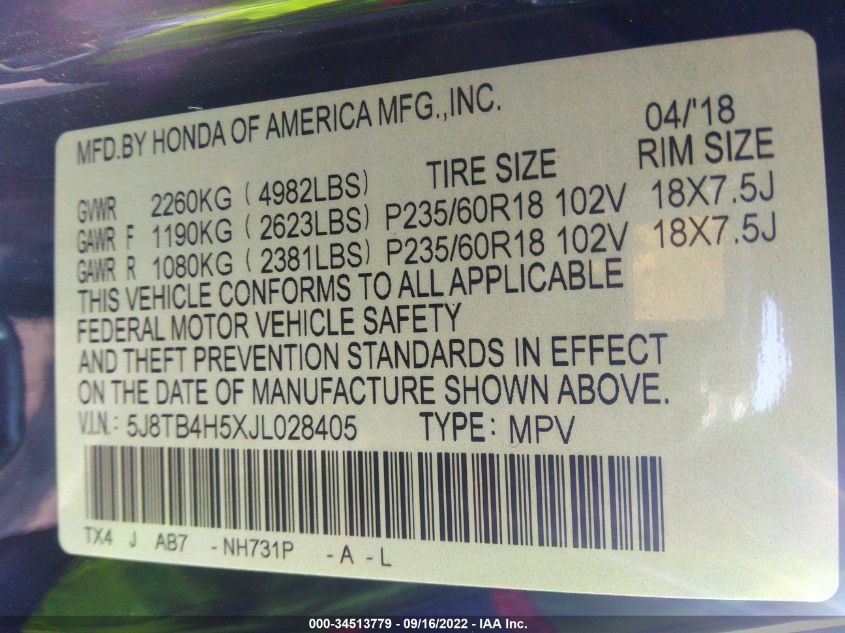 MFD.BY HONDA OF AMERICA MFG.,INC. 04/'18
TIRE SIZE RIM SIZE
GVWR 2260KG ( 4982LBS)
GAWR F 1190KG ( 2623LBS) P235/60R18 102V 18X7.5J
GAWR R 1080KG ( 2381LBS) P235/60R18 102V 18X7.5J
THIS VEHICLE CONFORMS TO ALL APPLICABLE
FEDERAL MOTOR VEHICLE SAFETY
AND THEFT PREVENTION STANDARDS IN EFFECT
ON THE DATE OF MANUFACTURE SHOWN ABOVE.
V.I.N.: 5J8TB4H5XJL028405 TYPE: MPV
TX4 J AB7 -NH731P -A -L
000-34513779 - 09/16/2022 - IAA Inc.